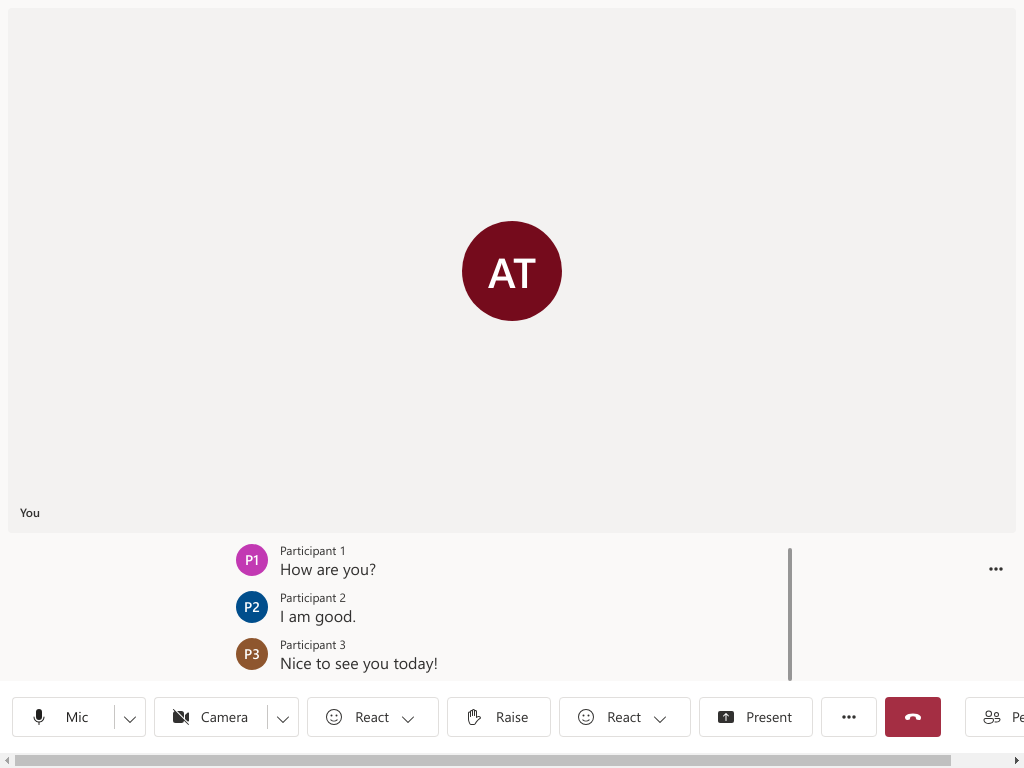 AT
You
P1
Participant 1
How are you?
P2
Participant 2
I am good.
P3
Participant 3
Nice to see you today!
Mic
Camera
React
Raise
React
Present